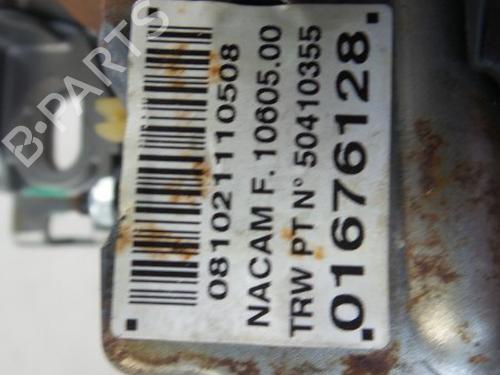 081021110508
NACAM F. 10605.00
TRW PT N° 50410355
.01676128.
B-PARTS